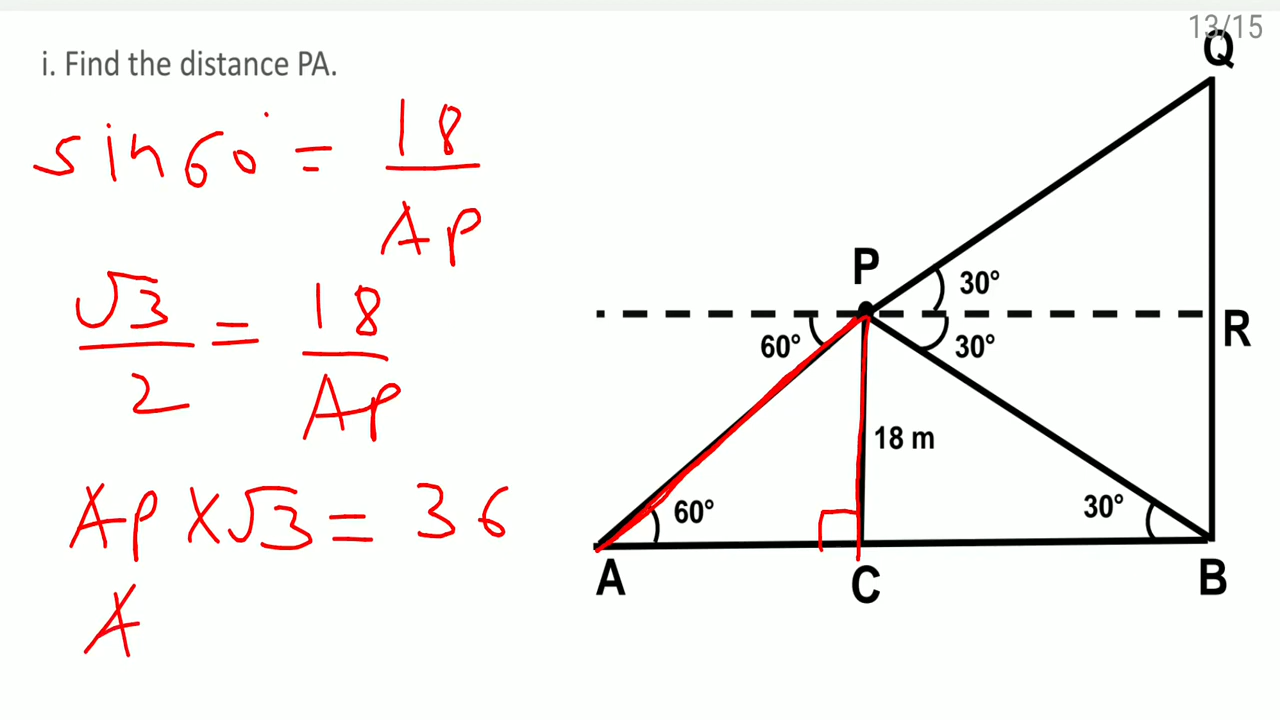 13/15
i. Find the distance PA.
sin60° = 18
AP
√3 = 18
2 AP
AP×√3 = 36
A
Q
P
30°
60°
30°
R
18 m
60°
30°
A
C
B